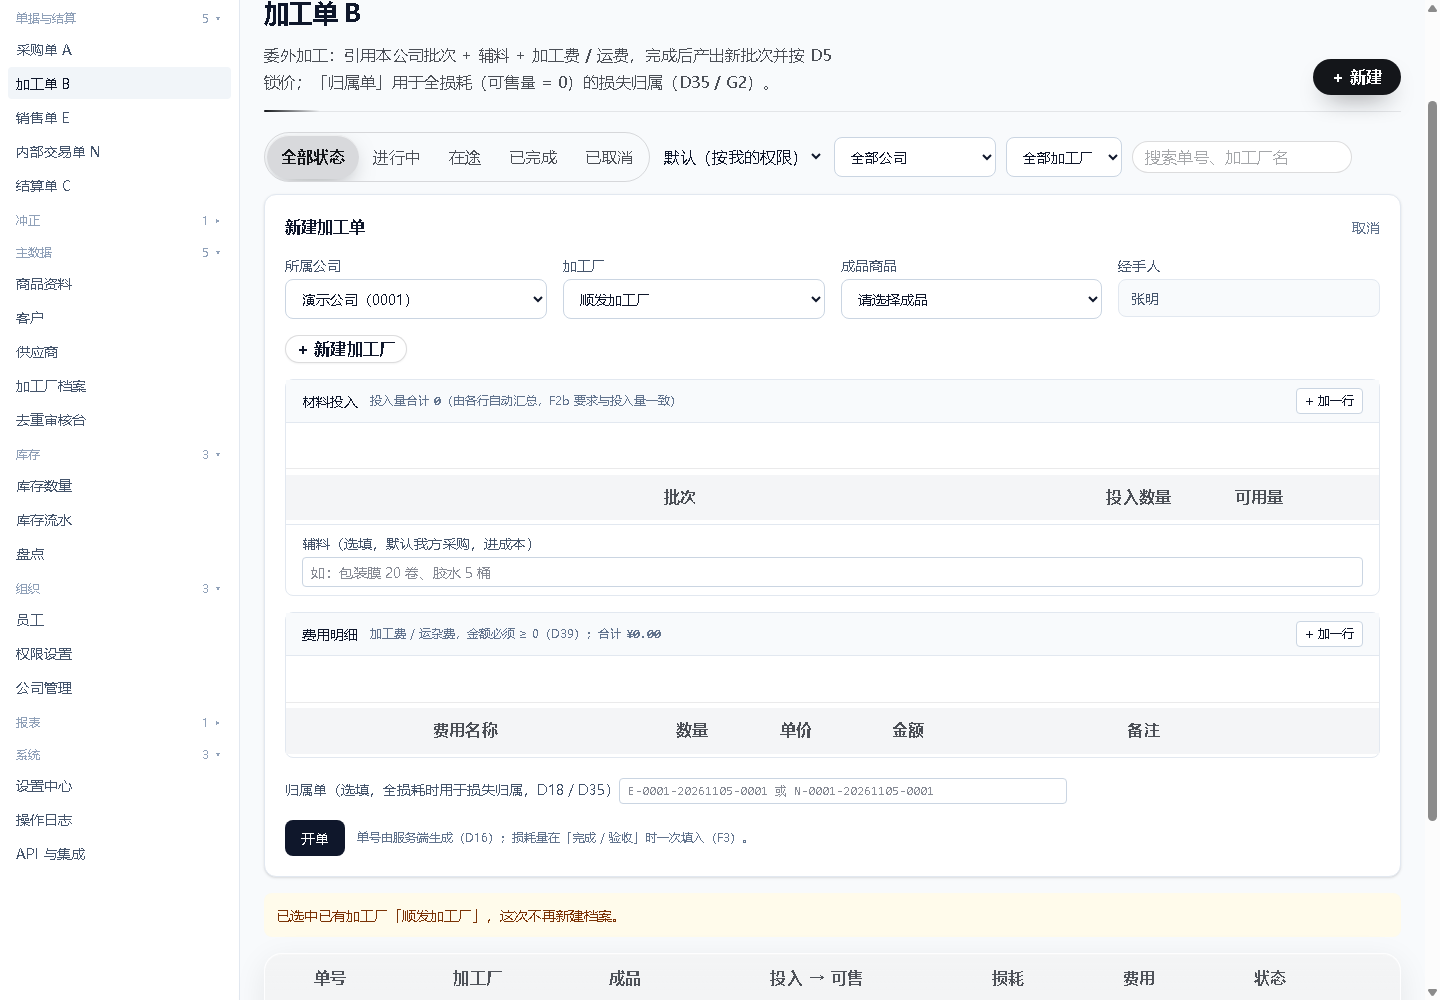 单据与结算 5
采购单 A
加工单 B
销售单 E
内部交易单 N
结算单 C
冲正 1
主数据 5
商品资料
客户
供应商
加工厂档案
去重审核台
库存 3
库存数量
库存流水
盘点
组织 3
员工
权限设置
公司管理
报表 1
系统 3
设置中心
操作日志
API 与集成
加工单 B
委外加工：引用本公司批次 + 辅料 + 加工费 / 运费，完成后产出新批次并按 D5
锁价；「归属单」用于全损耗（可售量 = 0）的损失归属（D35 / G2）。
+ 新建
全部状态 进行中 在途 已完成 已取消 默认（按我的权限） 全部公司 全部加工厂 搜索单号、加工厂名
新建加工单 取消
所属公司 加工厂 成品商品 经手人
演示公司（0001） 顺发加工厂 请选择成品 张明
+ 新建加工厂
材料投入 投入量合计 0（由各行自动汇总，F2b 要求与投入量一致） + 加一行
批次 投入数量 可用量
辅料（选填，默认我方采购，进成本）
如：包装膜 20 卷、胶水 5 桶
费用明细 加工费 / 运杂费，金额必须 ≥ 0（D39）；合计 ¥0.00 + 加一行
费用名称 数量 单价 金额 备注
归属单（选填，全损耗时用于损失归属，D18 / D35） E-0001-20261105-0001 或 N-0001-20261105-0001
开单 单号由服务端生成（D16）；损耗量在「完成 / 验收」时一次填入（F3）。
已选中已有加工厂「顺发加工厂」，这次不再新建档案。
单号 加工厂 成品 投入 → 可售 损耗 费用 状态